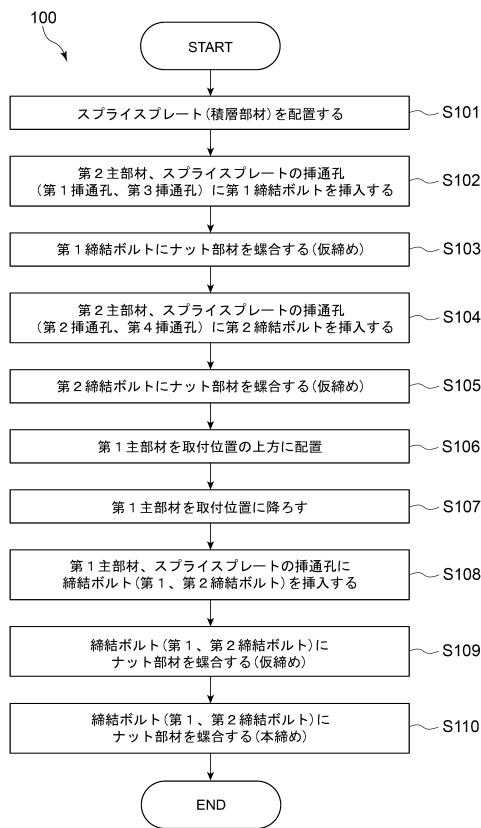 100
START
スプライスプレート(積層部材)を配置する
S101
第2主部材、スプライスプレートの挿通孔
(第1挿通孔、第3挿通孔)に第1締結ボルトを挿入する
S102
第1締結ボルトにナット部材を螺合する(仮締め)
S103
第2主部材、スプライスプレートの挿通孔
(第2挿通孔、第4挿通孔)に第2締結ボルトを挿入する
S104
第2締結ボルトにナット部材を螺合する(仮締め)
S105
第1主部材を取付位置の上方に配置
S106
第1主部材を取付位置に降ろす
S107
第1主部材、スプライスプレートの挿通孔に
締結ボルト(第1、第2締結ボルト)を挿入する
S108
締結ボルト(第1、第2締結ボルト)に
ナット部材を螺合する(仮締め)
S109
締結ボルト(第1、第2締結ボルト)に
ナット部材を螺合する(本締め)
S110
END